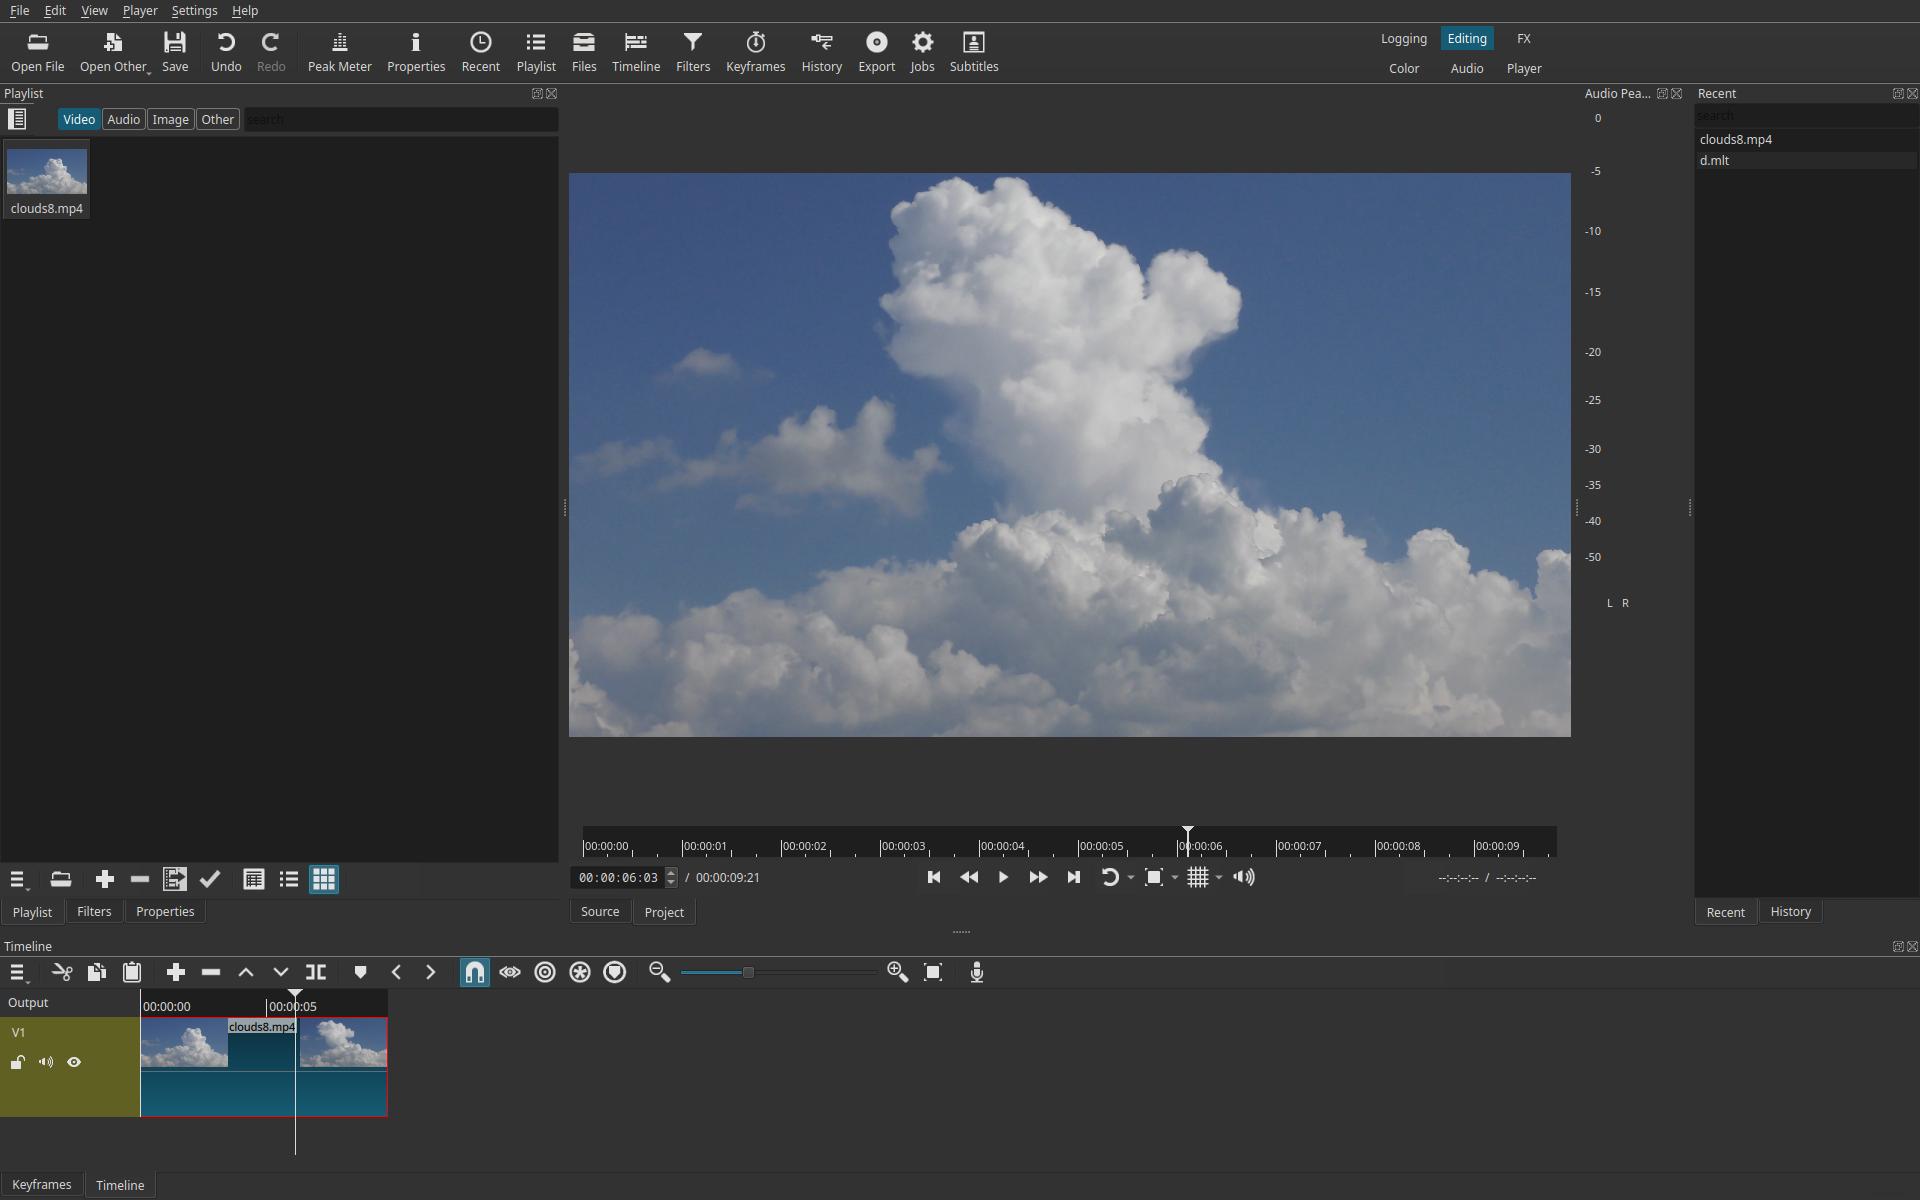 File Edit View Player Settings Help
Open File Open Other Save Undo Redo Peak Meter Properties Recent Playlist Files Timeline Filters Keyframes History Export Jobs Subtitles
Logging Editing FX
Color Audio Player
Playlist
Video Audio Image Other search
clouds8.mp4
Audio Pea...
0
-5
-10
-15
-20
-25
-30
-35
-40
-50
L R
Recent
search
clouds8.mp4
d.mlt
00:00:00 00:00:01 00:00:02 00:00:03 00:00:04 00:00:05 00:00:06 00:00:07 00:00:08 00:00:09
00:00:06:03 / 00:00:09:21
--:--:--:-- / --:--:--:--
Playlist Filters Properties
Source Project
Recent History
Timeline
Output
00:00:00 00:00:05
V1
clouds8.mp4
Keyframes Timeline